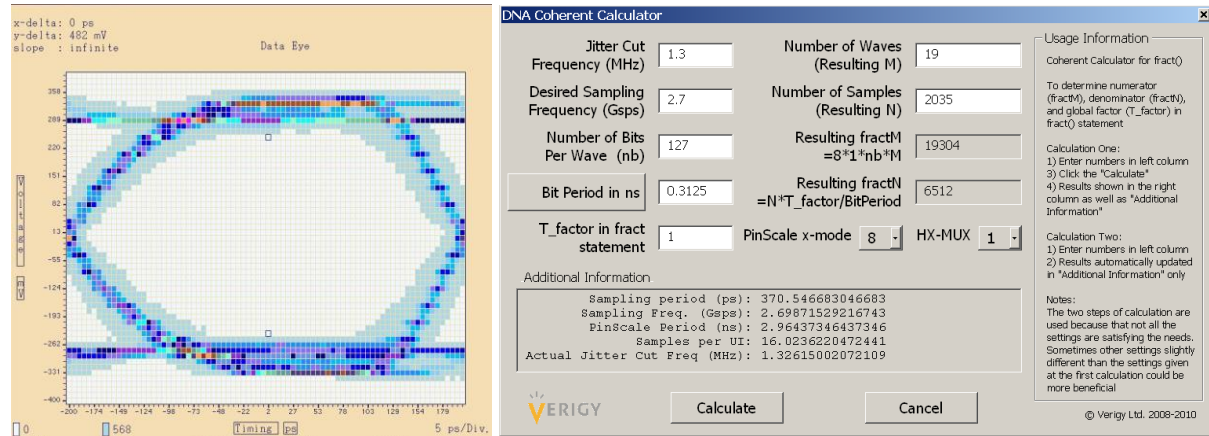 x-delta: 0 ps
y-delta: 482 mV
slope : infinite
Data Eye
358
289
220
151
82
13
-55
-124
-193
-262
-331
-400
Voltage
mV
-200 -174 -149 -124 -98 -73 -48 -22 2 27 53 78 103 129 154 179
0
568
Timing ps
5 ps/Div.
DNA Coherent Calculator
Jitter Cut
Frequency (MHz)
1.3
Number of Waves
(Resulting M)
19
Desired Sampling
Frequency (Gsps)
2.7
Number of Samples
(Resulting N)
2035
Number of Bits
Per Wave (nb)
127
Resulting fractM
=8*1*nb*M
19304
Bit Period in ns
0.3125
Resulting fractN
=N*T_factor/BitPeriod
6512
T_factor in fract
statement
1
PinScale x-mode 8
HX-MUX 1
Additional Information
Sampling period (ps): 370.546683046683
Sampling Freq. (Gsps): 2.69871529216743
PinScale Period (ns): 2.96437346437346
Samples per UI: 16.0236220472441
Actual Jitter Cut Freq (MHz): 1.32615002072109
VERIGY
Calculate
Cancel
Usage Information
Coherent Calculator for fract()
To determine numerator
(fractM), denominator (fractN),
and global factor (T_factor) in
fract() statement
Calculation One:
1) Enter numbers in left column
3) Click the "Calculate"
4) Results shown in the right
column as well as "Additional
Information"
Calculation Two:
1) Enter numbers in left column
2) Results automatically updated
in "Additional Information" only
Notes:
The two steps of calculation are
used because that not all the
settings are satisfying the needs.
Sometimes other settings slightly
different than the settings given
at the first calculation could be
more beneficial
© Verigy Ltd. 2008-2010